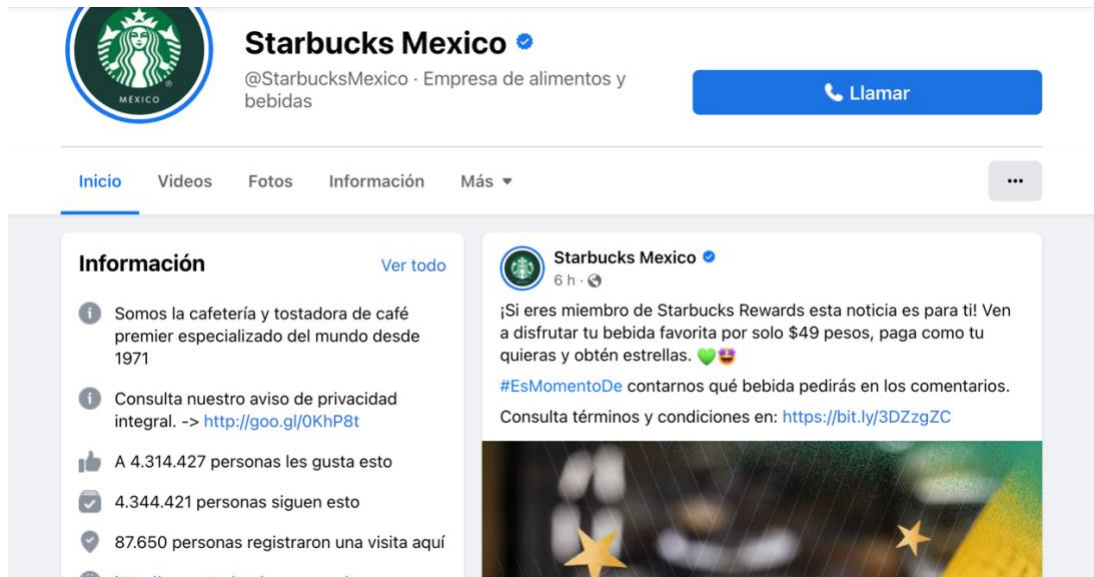 MÉXICO
Starbucks Mexico
@StarbucksMexico · Empresa de alimentos y
bebidas
Llamar
Inicio Videos Fotos Información Más
Información
Ver todo
Somos la cafetería y tostadora de café
premier especializado del mundo desde
1971
Consulta nuestro aviso de privacidad
integral. -> http://goo.gl/0KhP8t
A 4.314.427 personas les gusta esto
4.344.421 personas siguen esto
87.650 personas registraron una visita aquí
Starbucks Mexico
6 h ·
¡Si eres miembro de Starbucks Rewards esta noticia es para ti! Ven
a disfrutar tu bebida favorita por solo $49 pesos, paga como tu
quieras y obtén estrellas. 💚🤩
#EsMomentoDe contarnos qué bebida pedirás en los comentarios.
Consulta términos y condiciones en: https://bit.ly/3DZzgZC